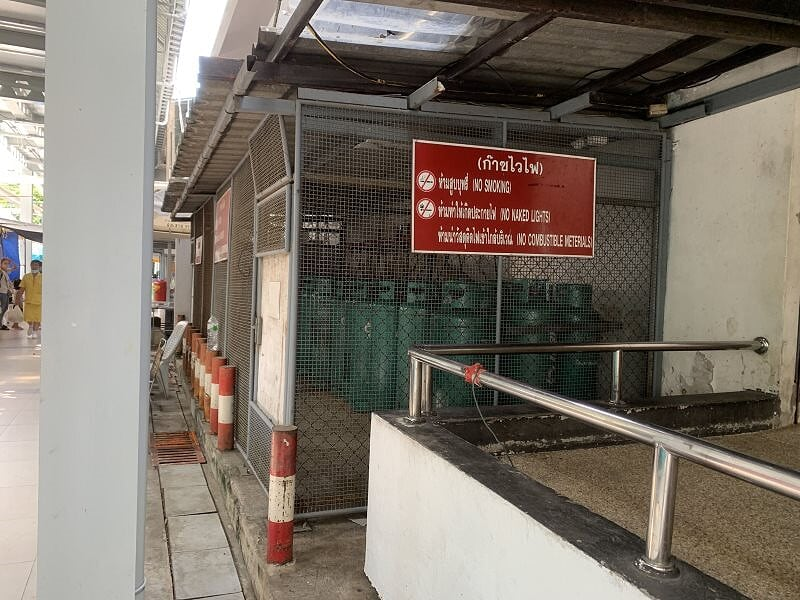 (ก๊าซไวไฟ)
ห้ามสูบบุหรี่ (NO SMOKING)
ห้ามทำให้เกิดประกายไฟ (NO NAKED LIGHTS)
ห้ามนำวัสดุติดไฟเข้าใกล้บริเวณ (NO COMBUSTIBLE METERIALS)